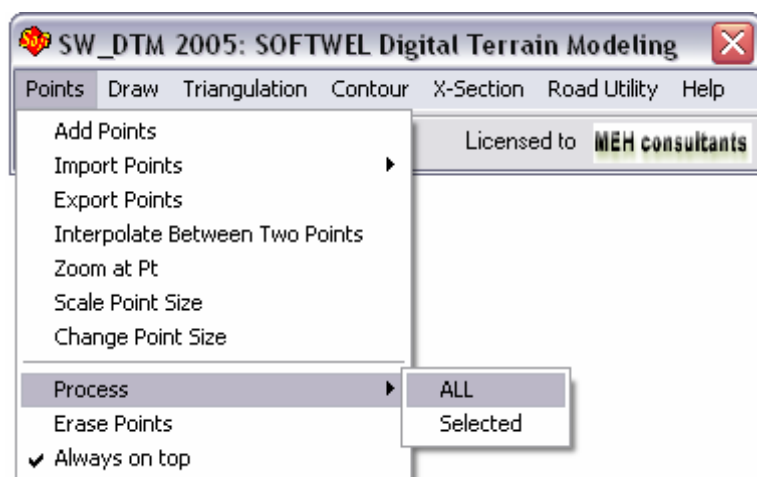 SW_DTM 2005: SOFTWEL Digital Terrain Modeling
Points Draw Triangulation Contour X-Section Road Utility Help
Licensed to MEH consultants
Add Points
Import Points
Export Points
Interpolate Between Two Points
Zoom at Pt
Scale Point Size
Change Point Size
Process
ALL
Erase Points
Selected
Always on top